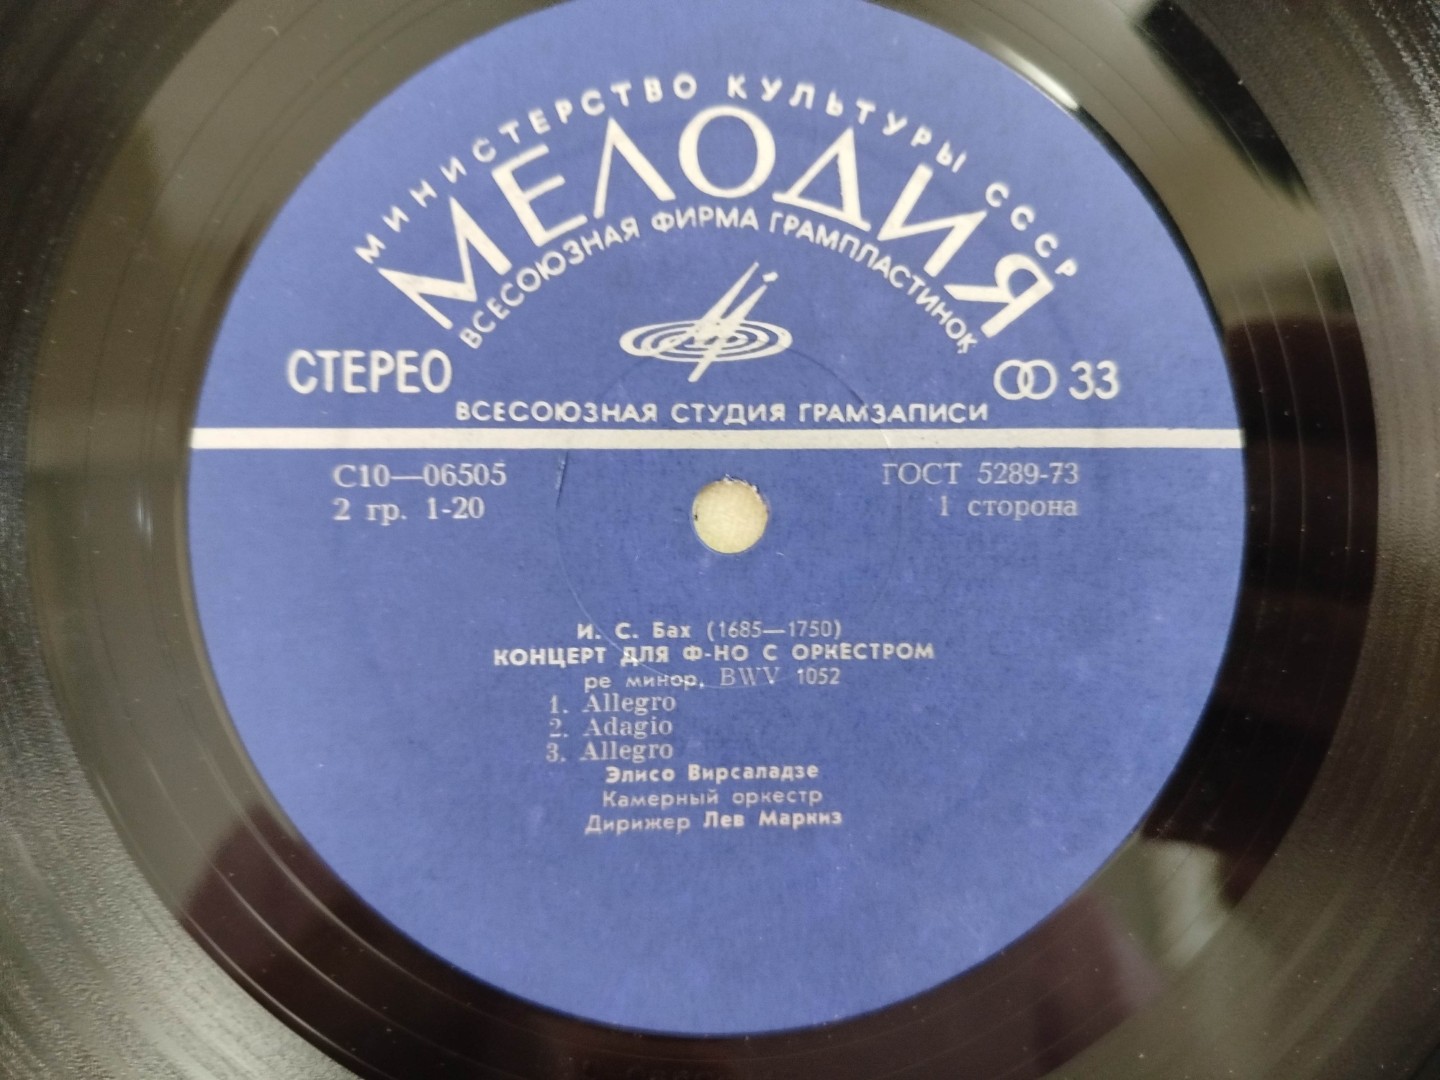 МИНИСТЕРСТВО КУЛЬТУРЫ СССР
МЕЛОДИЯ
ВСЕСОЮЗНАЯ ФИРМА ГРАМПЛАСТИНОК
СТЕРЕО
33
ВСЕСОЮЗНАЯ СТУДИЯ ГРАМЗАПИСИ
С10—06505
ГОСТ 5289-73
2 гр. 1-20
1 сторона
И. С. Бах (1685—1750)
КОНЦЕРТ ДЛЯ Ф-НО С ОРКЕСТРОМ
ре минор, BWV 1052
1. Allegro
2. Adagio
3. Allegro
Элисо Вирсаладзе
Камерный оркестр
Дирижер Лев Маркиз